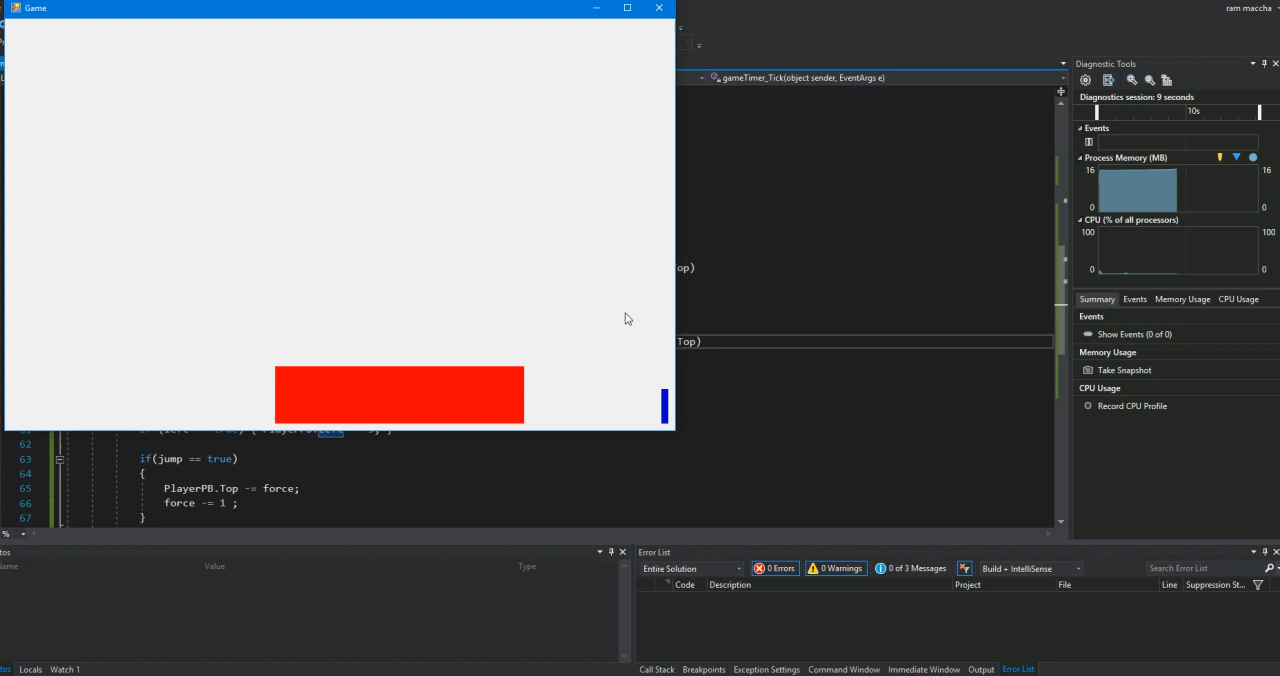 Game
ram maccha
gameTimer_Tick(object sender, EventArgs e)
Diagnostic Tools
Diagnostics session: 9 seconds
10s
Events
Process Memory (MB)
16 16
0 0
CPU (% of all processors)
100 100
0 0
Summary Events Memory Usage CPU Usage
Events
Show Events (0 of 0)
Memory Usage
Take Snapshot
CPU Usage
Record CPU Profile
op)
Top)
62
63 if(jump == true)
64 {
65 PlayerPB.Top -= force;
66 force -= 1 ;
67 }
%
tos
Name Value Type
tos Locals Watch 1
Error List
Entire Solution 0 Errors 0 Warnings 0 of 3 Messages Build + IntelliSense Search Error List
Code Description Project File Line Suppression St...
Call Stack Breakpoints Exception Settings Command Window Immediate Window Output Error List